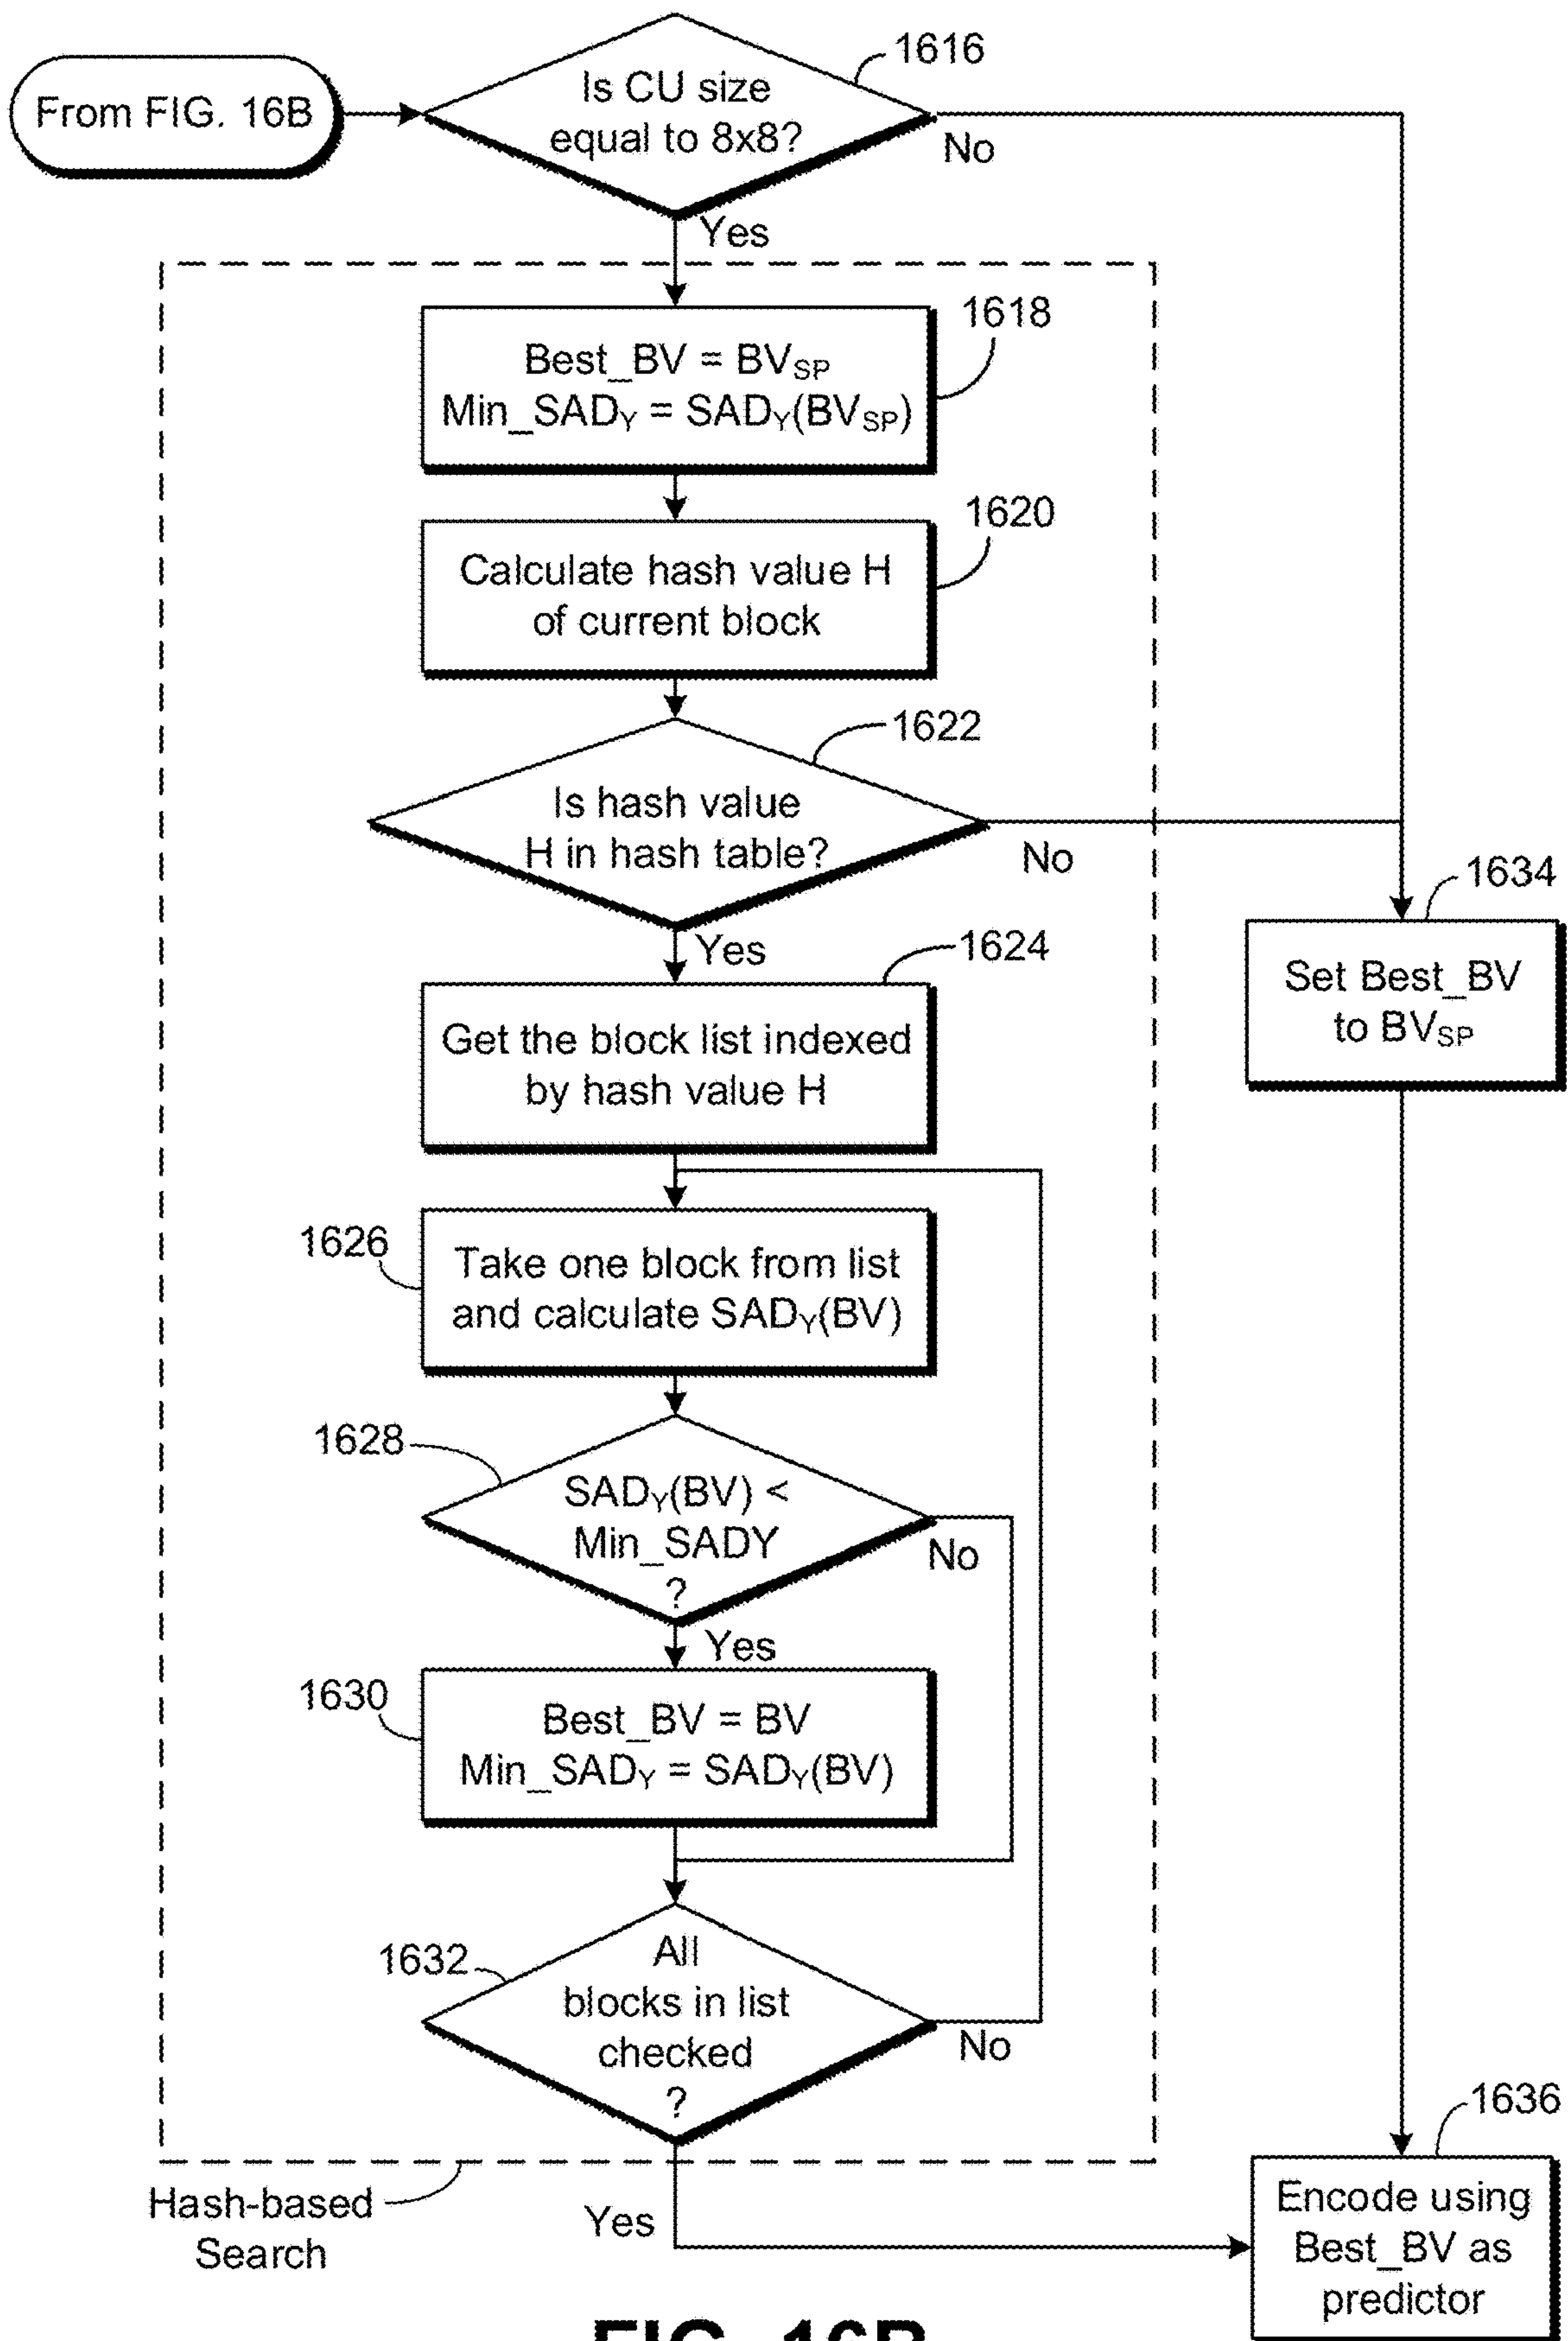 1616
Is CU size
equal to 8x8?
From FIG. 16B
No
Yes
1618
Best_BV = BVSP
Min_SADY = SADY(BVSP)
1620
Calculate hash value H
of current block
1622
Is hash value
H in hash table?
No
Yes
1624
Get the block list indexed
by hash value H
1634
Set Best_BV
to BVSP
1626
Take one block from list
and calculate SADY(BV)
1628
SADY(BV) <
Min_SADY
?
No
Yes
1630
Best_BV = BV
Min_SADY = SADY(BV)
1632
All
blocks in list
checked
?
No
Yes
Hash-based
Search
1636
Encode using
Best_BV as
predictor